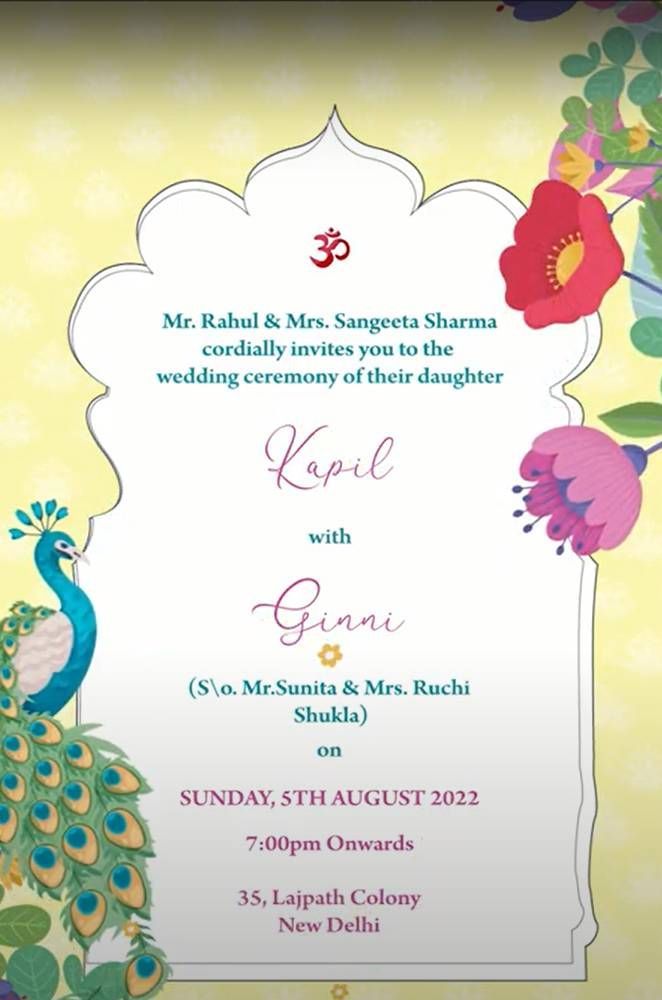 ॐ
Mr. Rahul & Mrs. Sangeeta Sharma
cordially invites you to the
wedding ceremony of their daughter
Kapil
with
Ginni
(S\o. Mr.Sunita & Mrs. Ruchi
Shukla)
on
SUNDAY, 5TH AUGUST 2022
7:00pm Onwards
35, Lajpath Colony
New Delhi